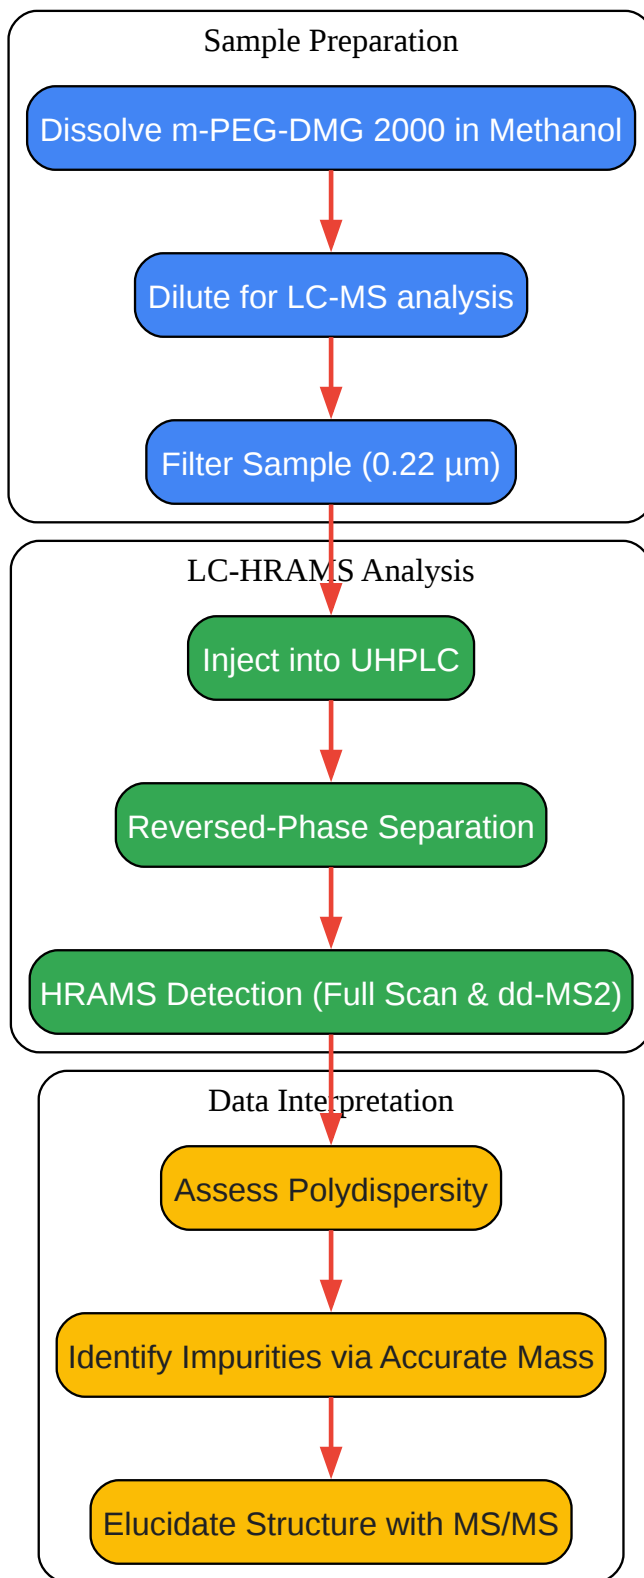 Sample Preparation
Dissolve m-PEG-DMG 2000 in Methanol
Dilute for LC-MS analysis
Filter Sample (0.22 µm)
LC-HRAMS Analysis
Inject into UHPLC
Reversed-Phase Separation
HRAMS Detection (Full Scan & dd-MS2)
Data Interpretation
Assess Polydispersity
Identify Impurities via Accurate Mass
Elucidate Structure with MS/MS